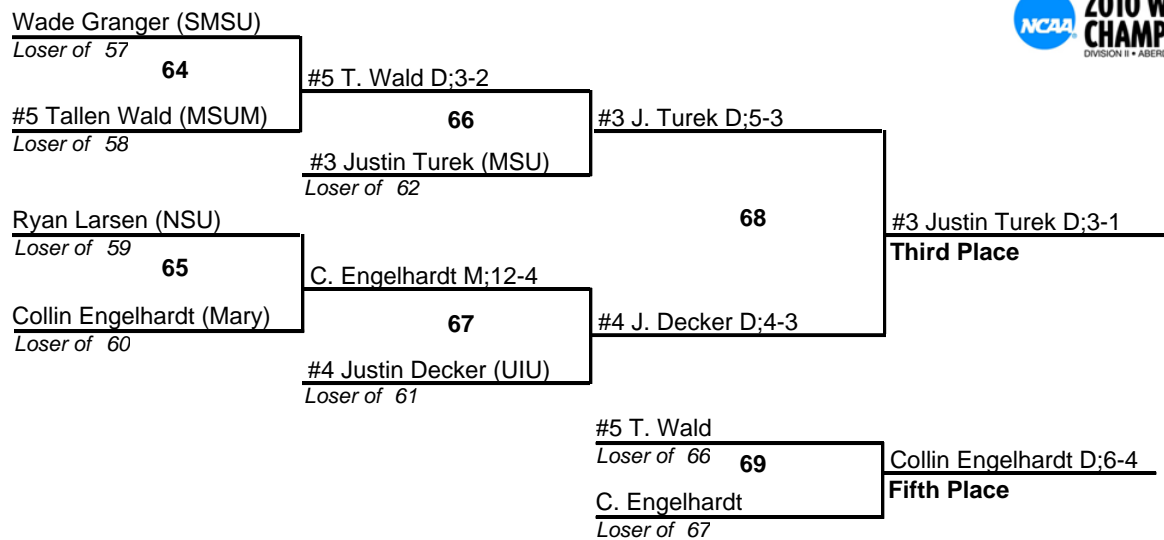 Wade Granger (SMSU)
Loser of 57
64
#5 Tallen Wald (MSUM)
Loser of 58
#5 T. Wald D;3-2
66
#3 Justin Turek (MSU)
Loser of 62
#3 J. Turek D;5-3
Ryan Larsen (NSU)
Loser of 59
65
Collin Engelhardt (Mary)
Loser of 60
C. Engelhardt M;12-4
67
#4 Justin Decker (UIU)
Loser of 61
#4 J. Decker D;4-3
68
#3 Justin Turek D;3-1
Third Place
#5 T. Wald
Loser of 66
69
C. Engelhardt
Loser of 67
Collin Engelhardt D;6-4
Fifth Place
NCAA
2010 W
CHAMP
DIVISION II • ABERD